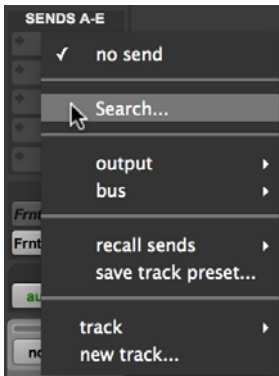 SENDS A-E
✓ no send
Search...
output
bus
recall sends
save track preset...
track
new track...
Frnt
Frnt
au
no